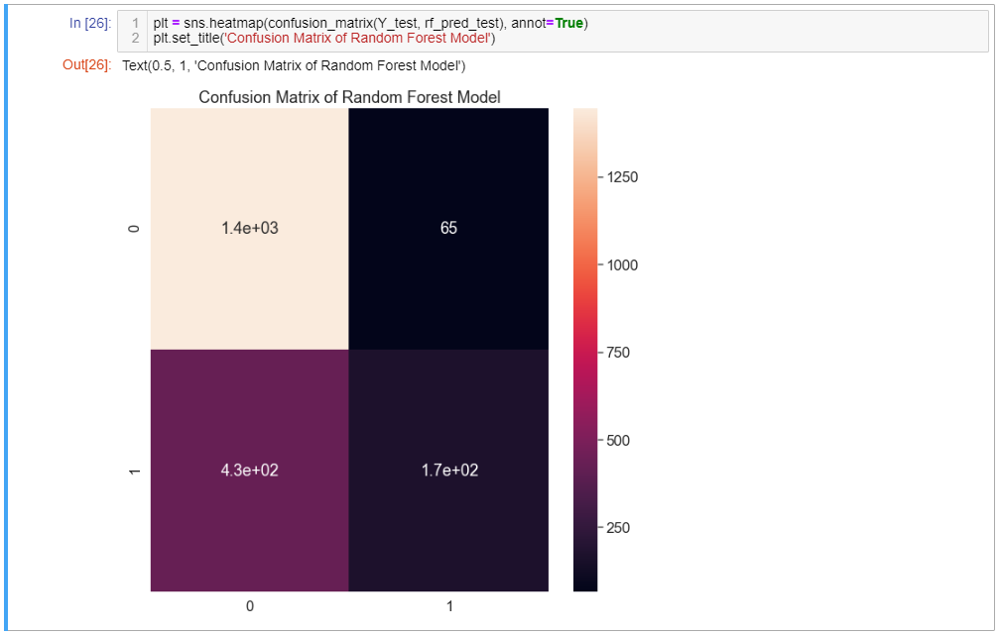 In [26]:
1 plt = sns.heatmap(confusion_matrix(Y_test, rf_pred_test), annot=True)
2 plt.set_title('Confusion Matrix of Random Forest Model')
Out[26]: Text(0.5, 1, 'Confusion Matrix of Random Forest Model')
Confusion Matrix of Random Forest Model
1250
0 1.4e+03 65
1000
750
500
1 4.3e+02 1.7e+02
250
0 1